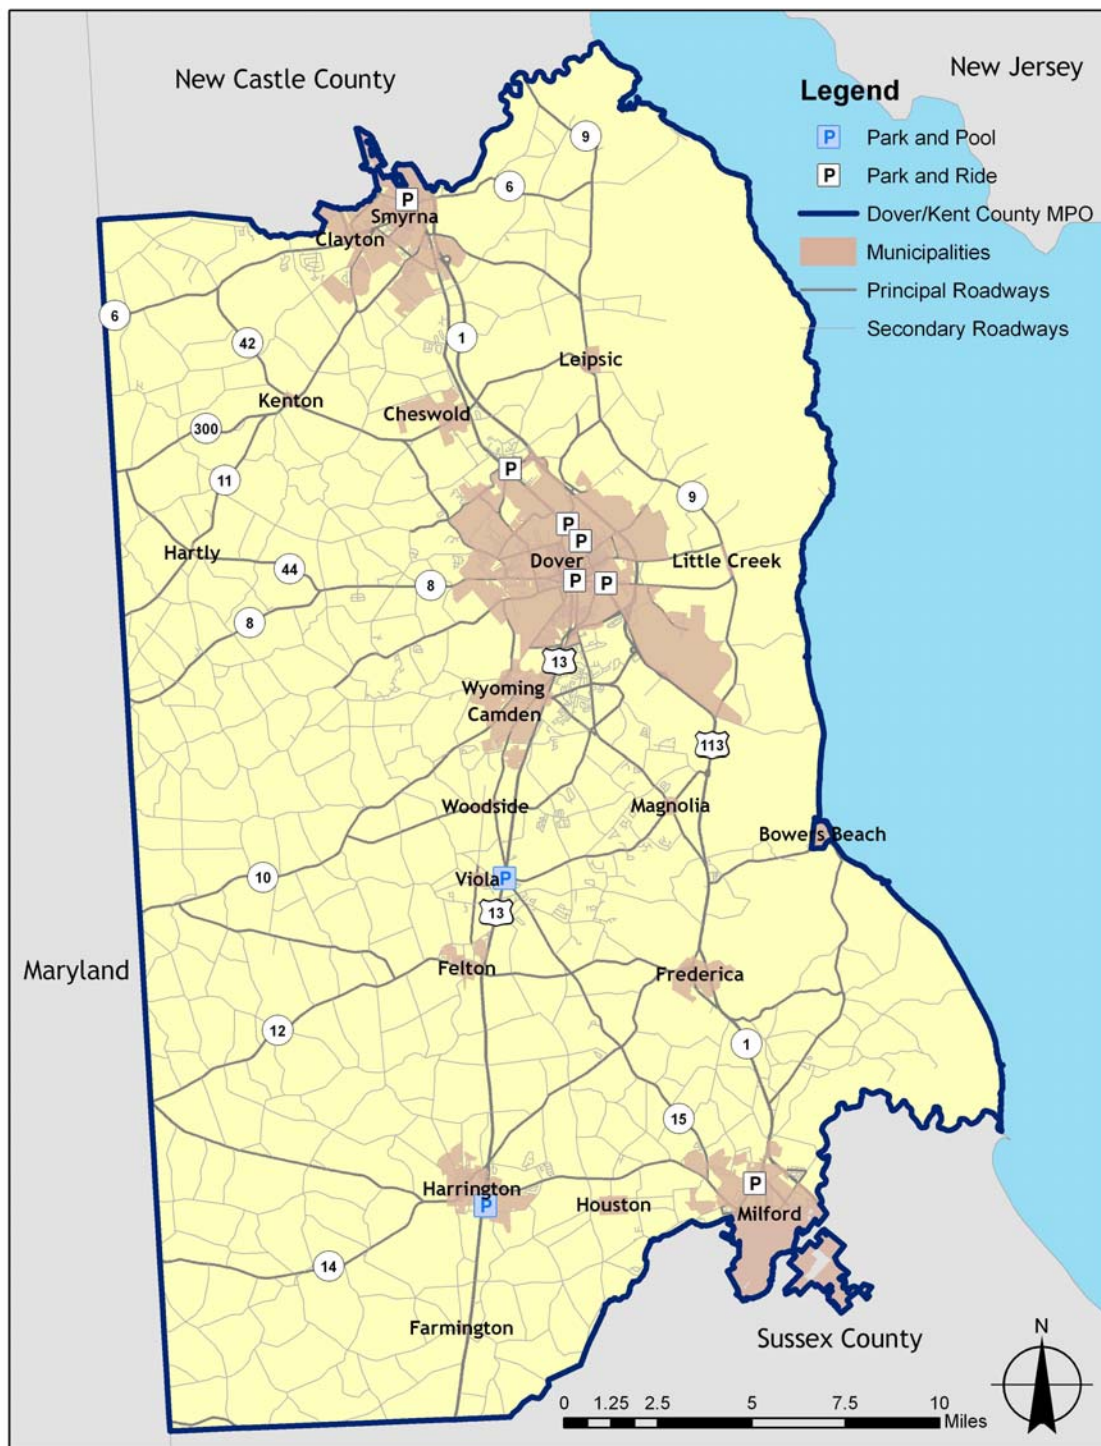 New Castle County
New Jersey
Legend
P Park and Pool
P Park and Ride
Dover/Kent County MPO
Municipalities
Principal Roadways
Secondary Roadways
9
6
P
Smyrna
Clayton
6
42
1
Leipsic
Kenton
Cheswold
300
P
11
9
P
P
Hartly
Dover
Little Creek
44
8
P
P
8
13
Wyoming
Camden
113
Woodside
Magnolia
Bowers Beach
10
Viola
P
13
Maryland
Felton
Frederica
12
1
15
Harrington
P
P
Houston
Milford
14
Farmington
Sussex County
N
0 1.25 2.5 5 7.5 10
Miles